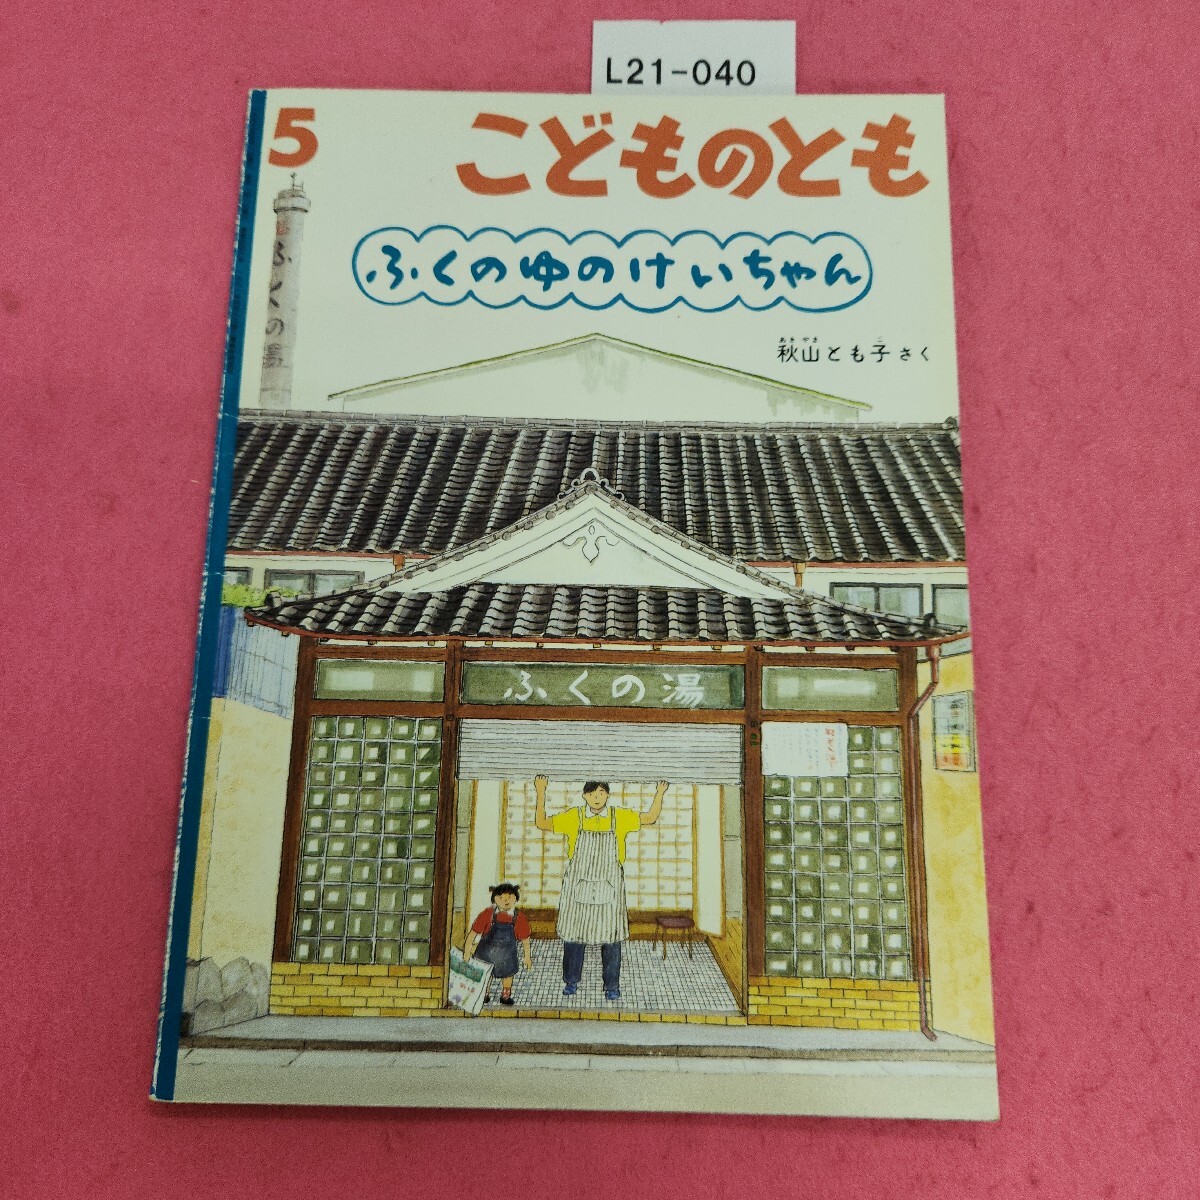 L21-040
5
こどものとも
ふくのゆのけいちゃん
あき やま こ
秋山とも子 さく
ふくの湯
ふくの湯